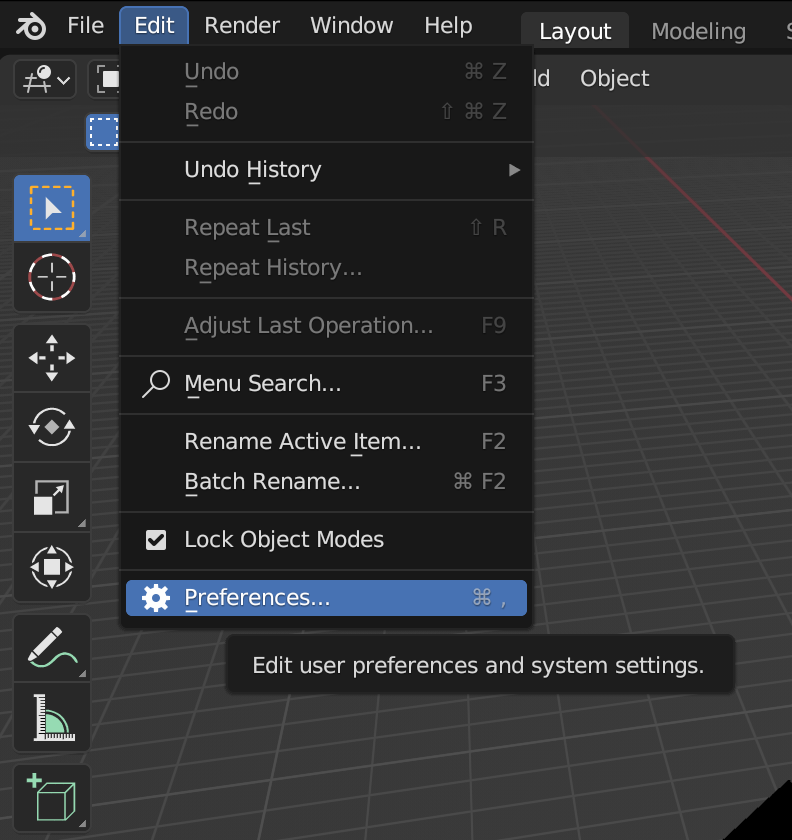 File Edit Render Window Help Layout Modeling
Object
Undo ⌘ Z
Redo ⇧ ⌘ Z
Undo History
Repeat Last ⇧ R
Repeat History...
Adjust Last Operation... F9
Menu Search... F3
Rename Active Item... F2
Batch Rename... ⌘ F2
Lock Object Modes
Preferences... ⌘ ,
Edit user preferences and system settings.